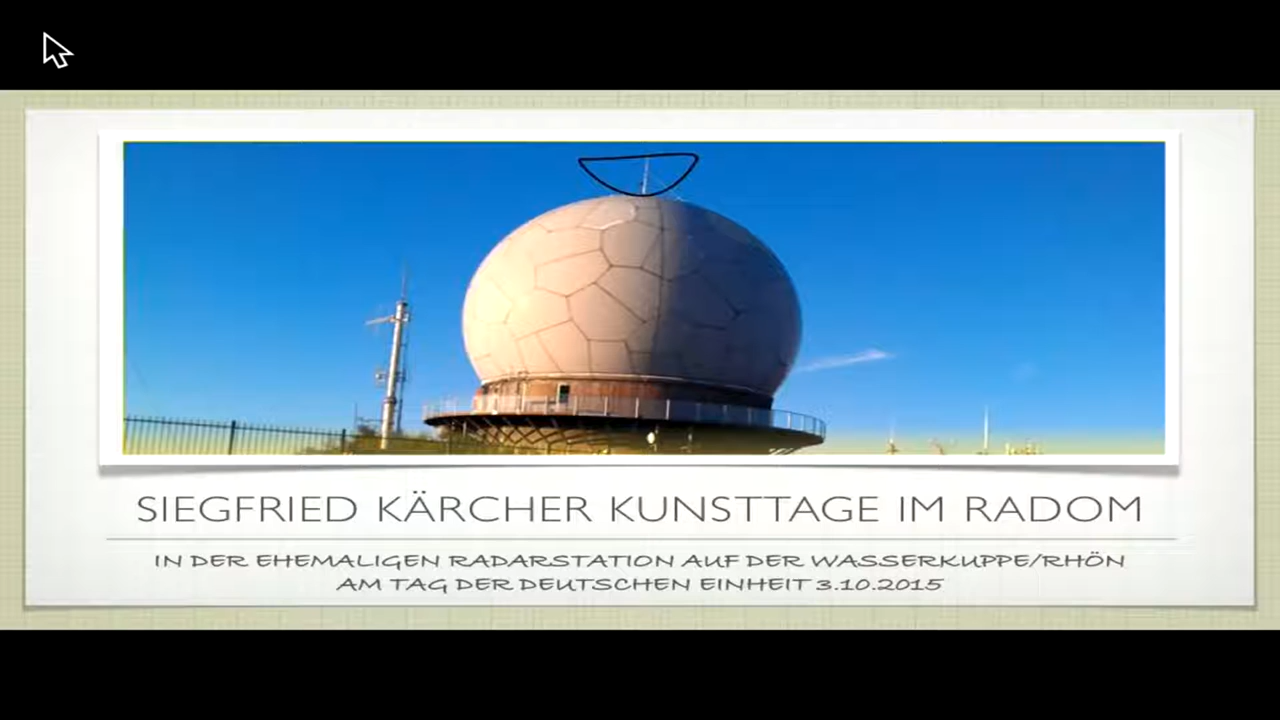 SIEGFRIED KÄRCHER KUNSTTAGE IM RADOM
IN DER EHEMALIGEN RADARSTATION AUF DER WASSERKUPPE/RHÖN
AM TAG DER DEUTSCHEN EINHEIT 3.10.2015